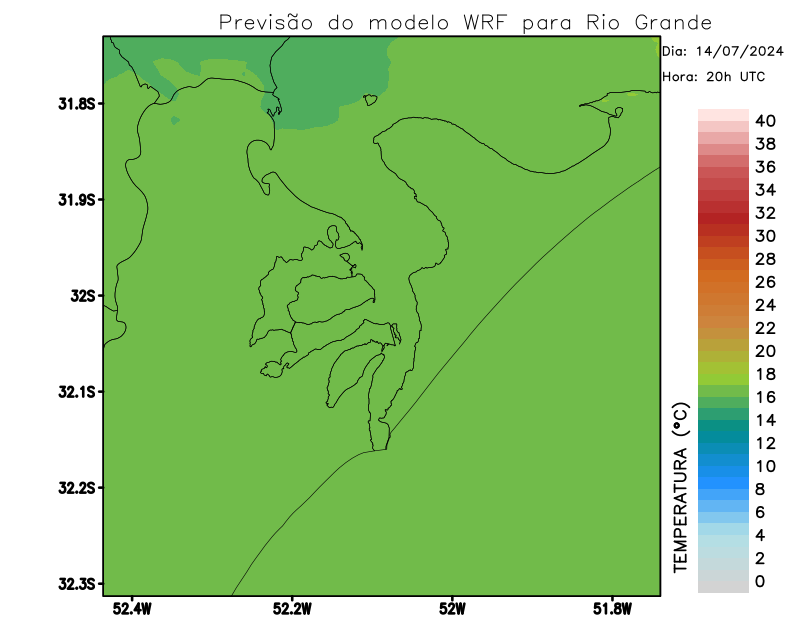 Previsão do modelo WRF para Rio Grande
Dia: 14/07/2024
Hora: 20h UTC
31.8S
31.9S
32S
32.1S
32.2S
32.3S
52.4W
52.2W
52W
51.8W
TEMPERATURA (°C)
40
38
36
34
32
30
28
26
24
22
20
18
16
14
12
10
8
6
4
2
0